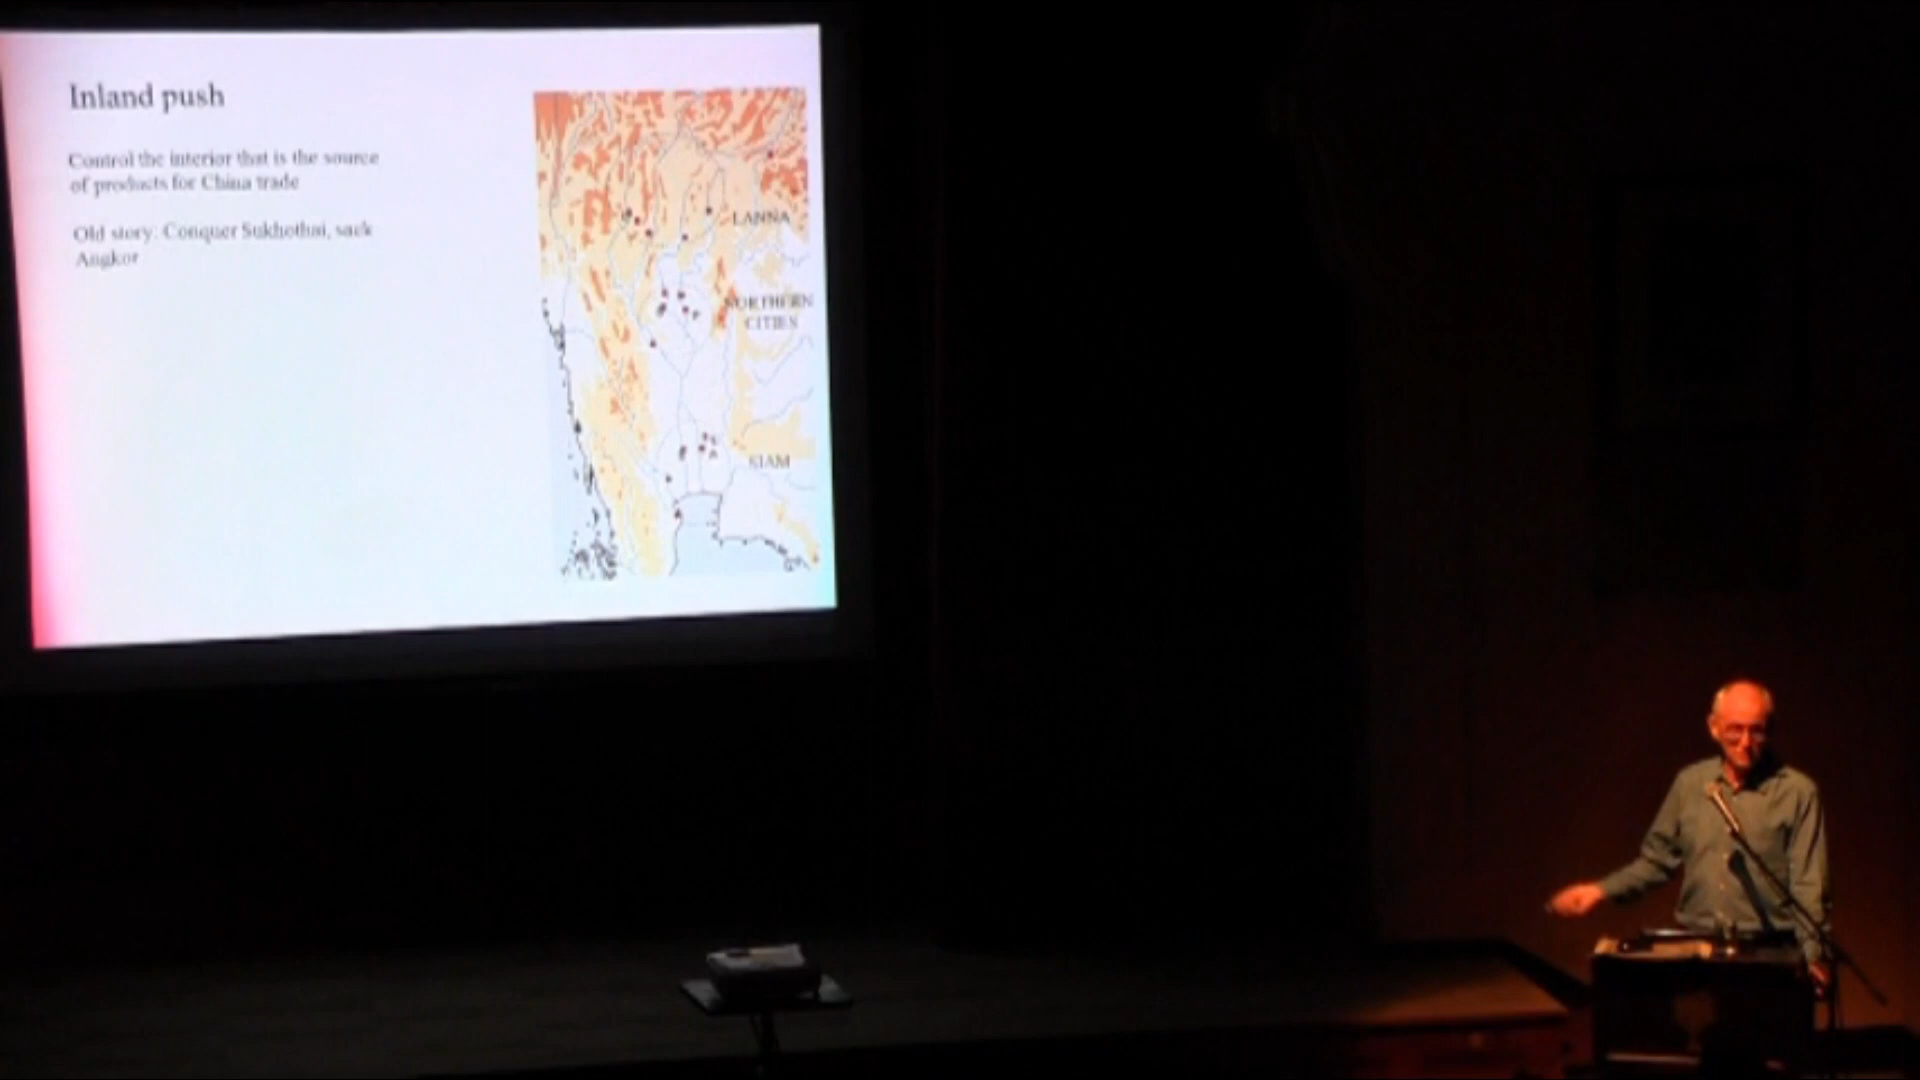 Inland push
Control the interior that is the source
of products for China trade
Old story: Conquer Sukhothai, sack
Angkor
LANNA
NORTHERN
CITIES
SIAM